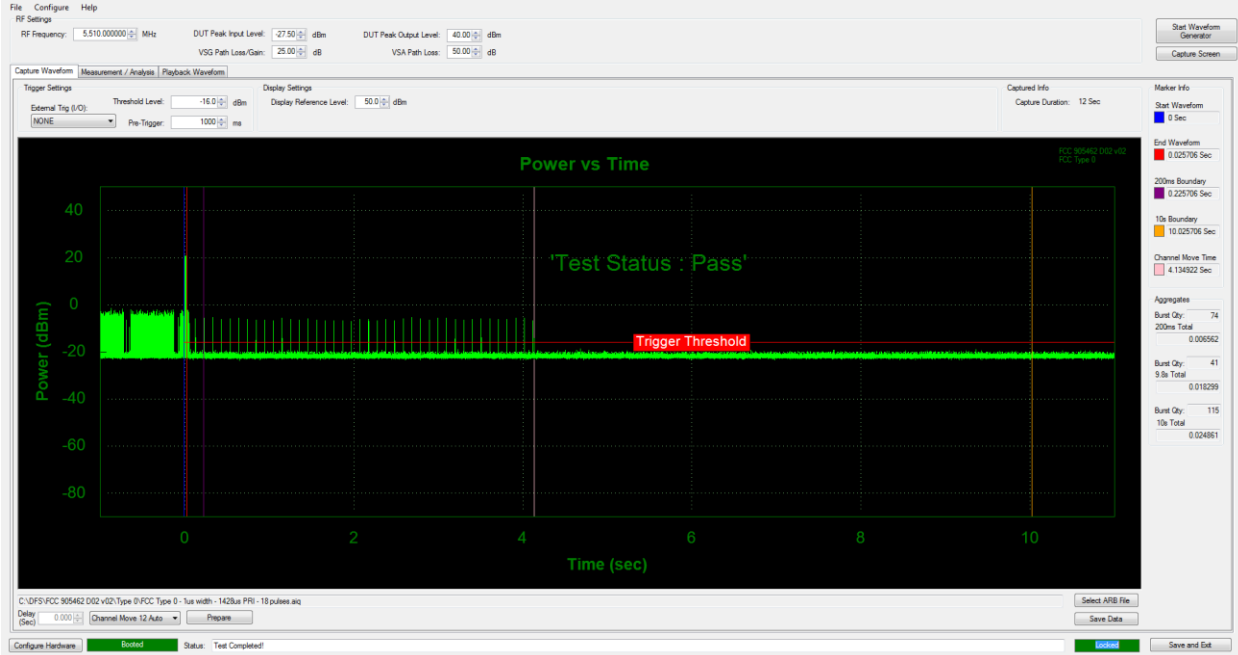 File Configure Help
RF Settings
RF Frequency: 5,510.000000 MHz DUT Peak Input Level: -27.50 dBm DUT Peak Output Level: 40.00 dBm
VSG Path Loss/Gain: 25.00 dB VSA Path Loss: 50.00 dB
Start Waveform Generator
Capture Screen
Capture Waveform Measurement / Analysis Playback Waveform
Trigger Settings
External Trig (I/O):
NONE
Threshold Level: -16.0 dBm
Pre-Trigger: 1000 ms
Display Settings
Display Reference Level: 50.0 dBm
Captured Info
Capture Duration: 12 Sec
Marker Info
Start Waveform
0 Sec
End Waveform
0.025706 Sec
200ms Boundary
0.225706 Sec
10s Boundary
10.025706 Sec
Channel Move Time
4.134922 Sec
Aggregates
Burst Qty: 74
200ms Total
0.006562
Burst Qty: 41
9.8s Total
0.018299
Burst Qty: 115
10s Total
0.024861
Power vs Time
FCC 905462 D02 v02
FCC Type 0
'Test Status : Pass'
Trigger Threshold
Power (dBm)
40
20
0
-20
-40
-60
-80
0 2 4 6 8 10
Time (sec)
C:\DFS\FCC 905462 D02 v02\Type 0\FCC Type 0 - 1us width - 1428us PRI - 18 pulses.aiq
Select ARB File
Delay (Sec) 0.000 Channel Move 12 Auto Prepare
Save Data
Configure Hardware Booted Status: Test Completed! Locked Save and Exit